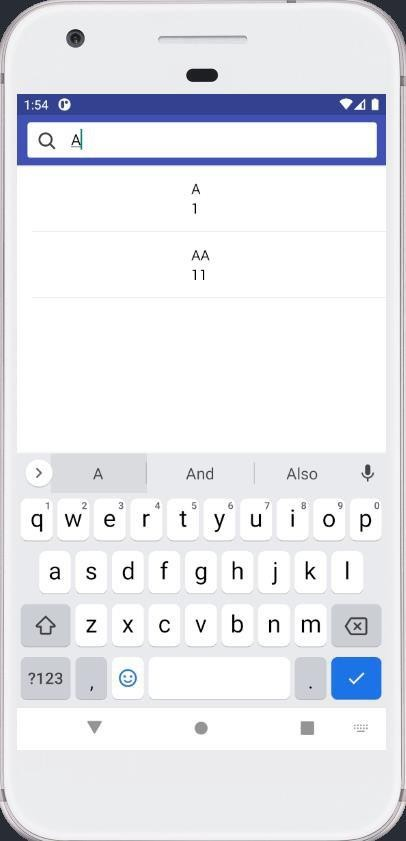 1:54
A
A
1
AA
11
A And Also
1 2 3 4 5 6 7 8 9 0
q w e r t y u i o p
a s d f g h j k l
z x c v b n m
?123 , .